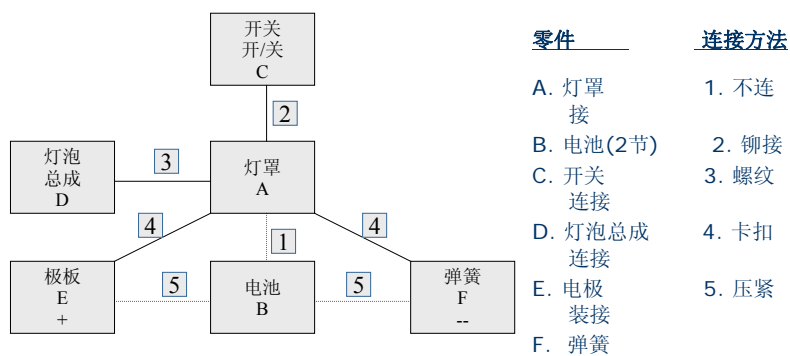 开关
开/关
C
2
灯泡
总成
D
3
灯罩
A
4
1
4
极板
E
+
5
电池
B
5
弹簧
F
--
零件 连接方法
A. 灯罩 1. 不连
接
B. 电池(2节) 2. 铆接
C. 开关 3. 螺纹
连接
D. 灯泡总成 4. 卡扣
连接
E. 电极 5. 压紧
装接
F. 弹簧